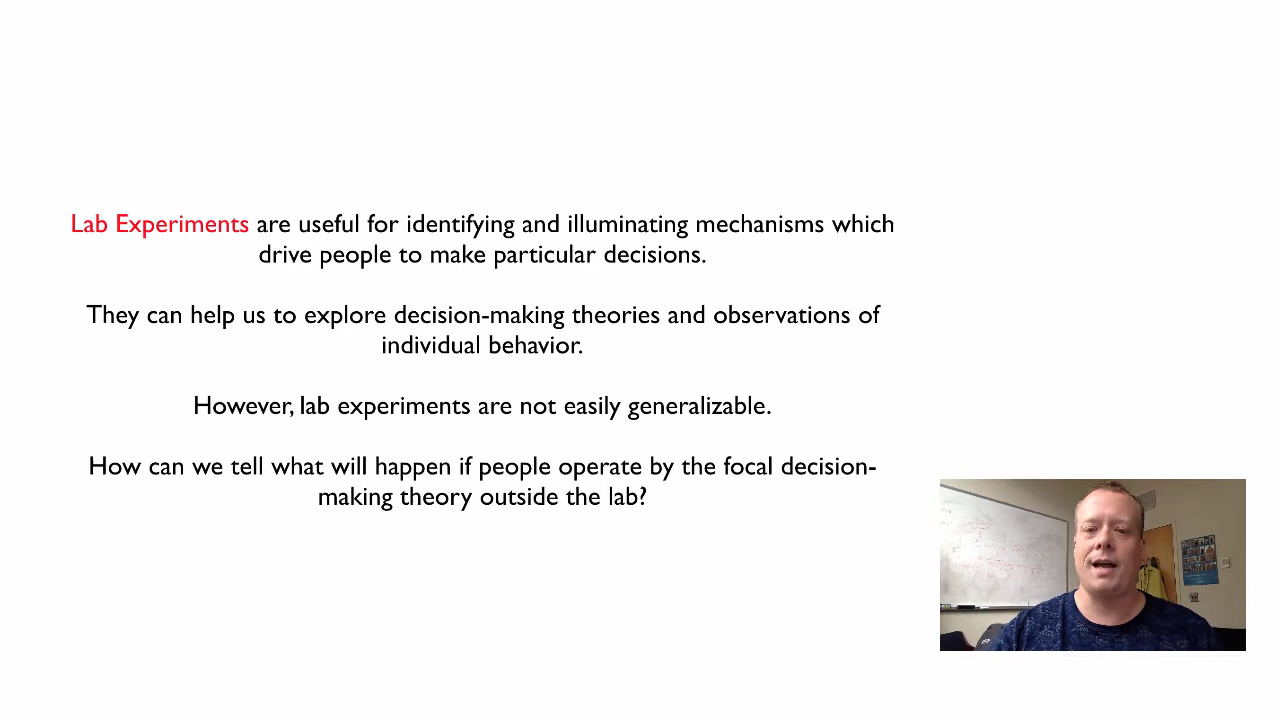 Lab Experiments are useful for identifying and illuminating mechanisms which
drive people to make particular decisions.
They can help us to explore decision-making theories and observations of
individual behavior.
However, lab experiments are not easily generalizable.
How can we tell what will happen if people operate by the focal decision-
making theory outside the lab?